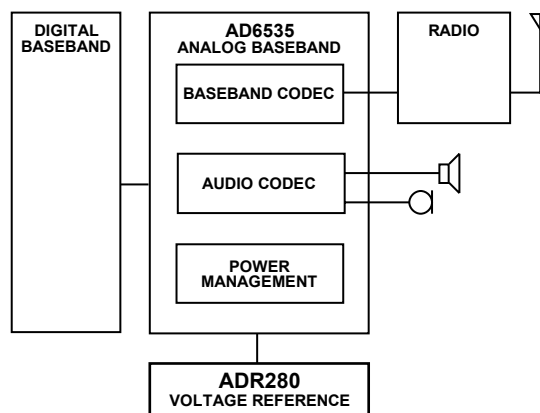 DIGITAL
BASEBAND
AD6535
ANALOG BASEBAND
BASEBAND CODEC
AUDIO CODEC
POWER
MANAGEMENT
RADIO
ADR280
VOLTAGE REFERENCE